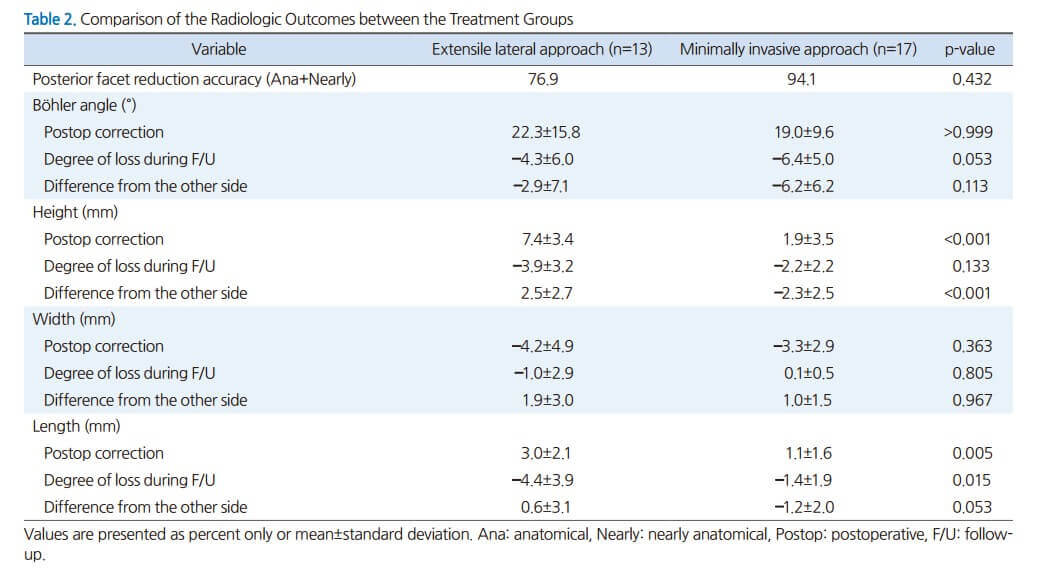 Table 2. Comparison of the Radiologic Outcomes between the Treatment Groups
Variable Extensile lateral approach (n=13) Minimally invasive approach (n=17) p-value
Posterior facet reduction accuracy (Ana+Nearly) 76.9 94.1 0.432
Böhler angle (°)
Postop correction 22.3±15.8 19.0±9.6 >0.999
Degree of loss during F/U −4.3±6.0 −6.4±5.0 0.053
Difference from the other side −2.9±7.1 −6.2±6.2 0.113
Height (mm)
Postop correction 7.4±3.4 1.9±3.5 <0.001
Degree of loss during F/U −3.9±3.2 −2.2±2.2 0.133
Difference from the other side 2.5±2.7 −2.3±2.5 <0.001
Width (mm)
Postop correction −4.2±4.9 −3.3±2.9 0.363
Degree of loss during F/U −1.0±2.9 0.1±0.5 0.805
Difference from the other side 1.9±3.0 1.0±1.5 0.967
Length (mm)
Postop correction 3.0±2.1 1.1±1.6 0.005
Degree of loss during F/U −4.4±3.9 −1.4±1.9 0.015
Difference from the other side 0.6±3.1 −1.2±2.0 0.053
Values are presented as percent only or mean±standard deviation. Ana: anatomical, Nearly: nearly anatomical, Postop: postoperative, F/U: follow-
up.